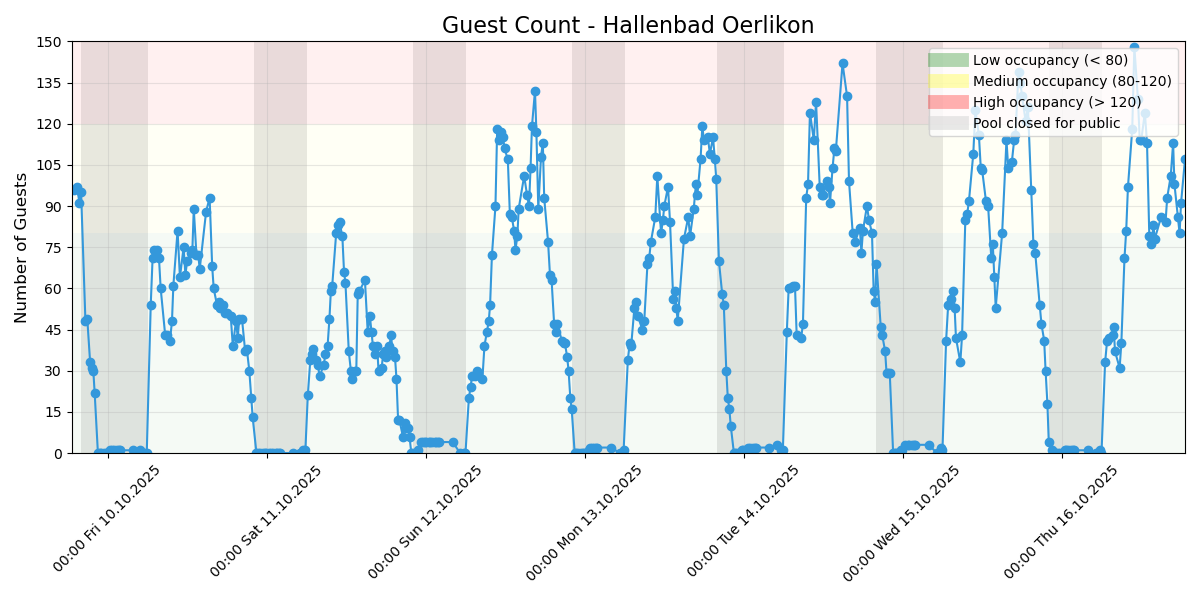 Guest Count - Hallenbad Oerlikon
Number of Guests
150
135
120
105
90
75
60
45
30
15
0
Low occupancy (< 80)
Medium occupancy (80-120)
High occupancy (> 120)
Pool closed for public
00:00 Fri 10.10.2025
00:00 Sat 11.10.2025
00:00 Sun 12.10.2025
00:00 Mon 13.10.2025
00:00 Tue 14.10.2025
00:00 Wed 15.10.2025
00:00 Thu 16.10.2025